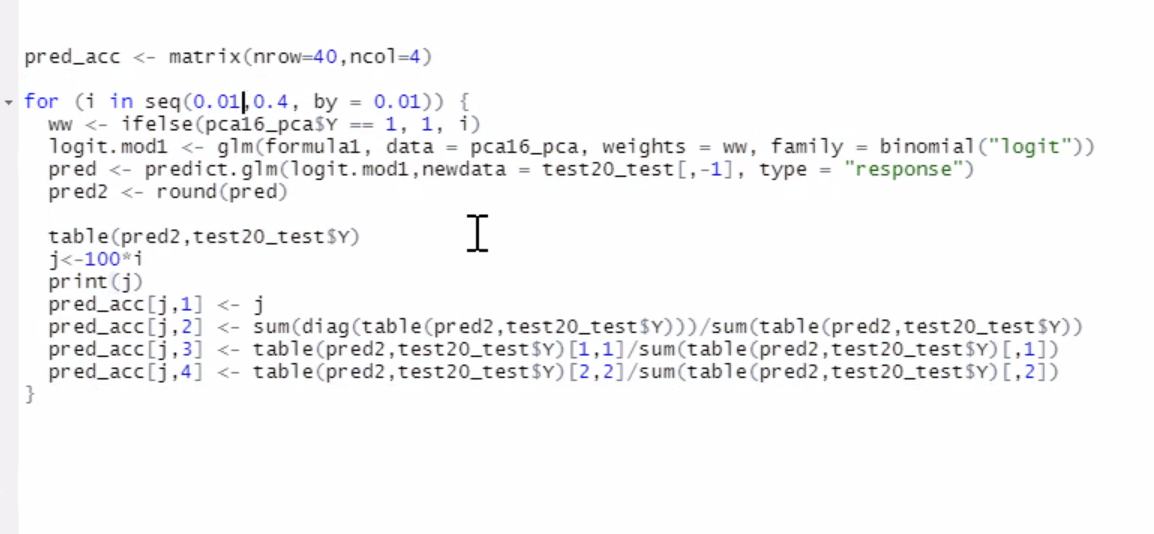 pred_acc <- matrix(nrow=40,ncol=4)
for (i in seq(0.01,0.4, by = 0.01)) {
ww <- ifelse(pca16_pca$Y == 1, 1, i)
logit.mod1 <- glm(formula1, data = pca16_pca, weights = ww, family = binomial("logit"))
pred <- predict.glm(logit.mod1,newdata = test20_test[,-1], type = "response")
pred2 <- round(pred)
table(pred2,test20_test$Y)
j<-100*i
print(j)
pred_acc[j,1] <- j
pred_acc[j,2] <- sum(diag(table(pred2,test20_test$Y)))/sum(table(pred2,test20_test$Y))
pred_acc[j,3] <- table(pred2,test20_test$Y)[1,1]/sum(table(pred2,test20_test$Y)[,1])
pred_acc[j,4] <- table(pred2,test20_test$Y)[2,2]/sum(table(pred2,test20_test$Y)[,2])
}